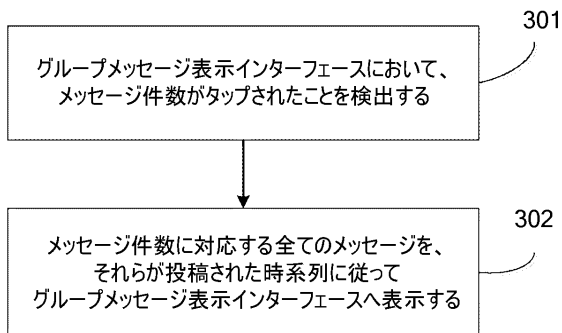 301
グループメッセージ表示インターフェースにおいて、
メッセージ件数がタップされたことを検出する
302
メッセージ件数に対応する全てのメッセージを、
それらが投稿された時系列に従って
グループメッセージ表示インターフェースへ表示する